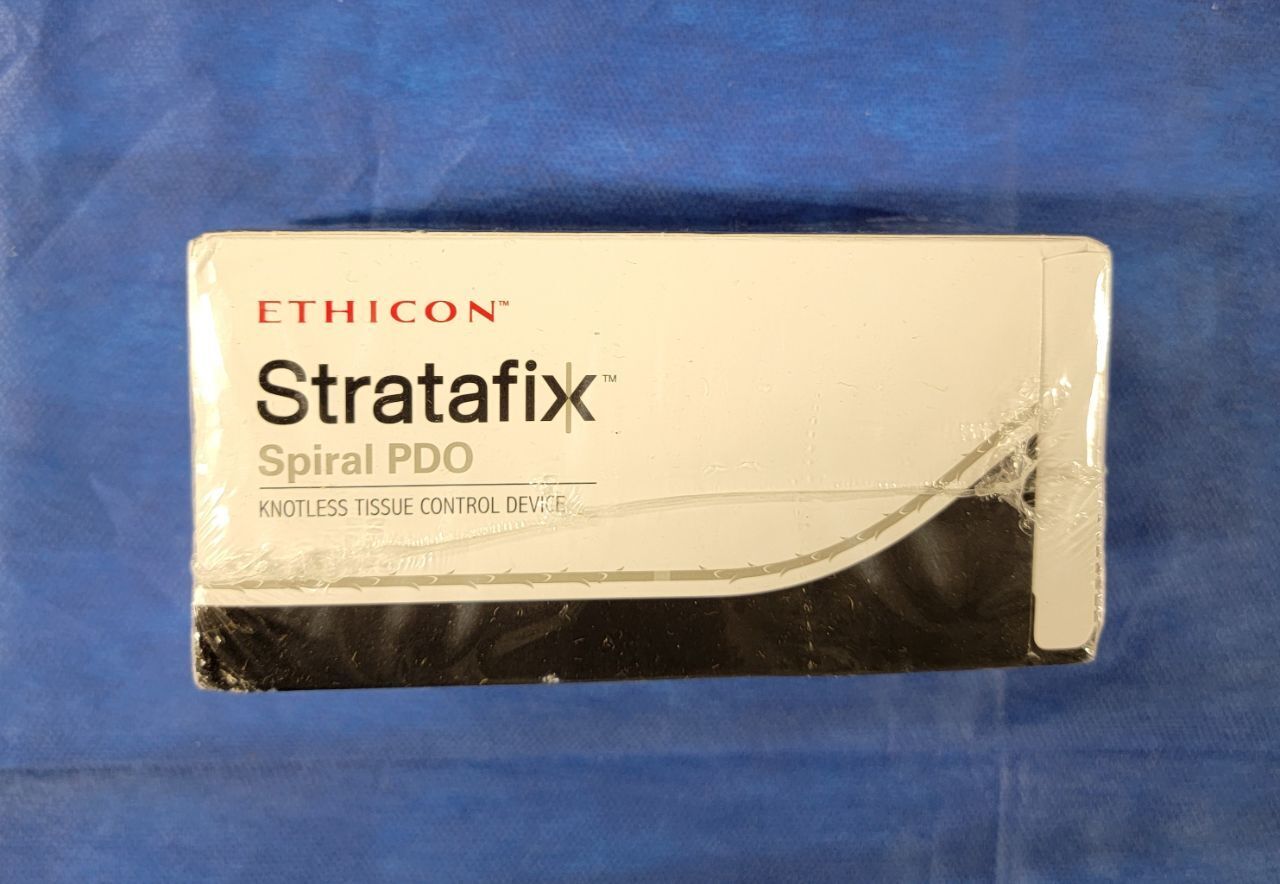 ETHICON™
Stratafix™
Spiral PDO
KNOTLESS TISSUE CONTROL DEVICE